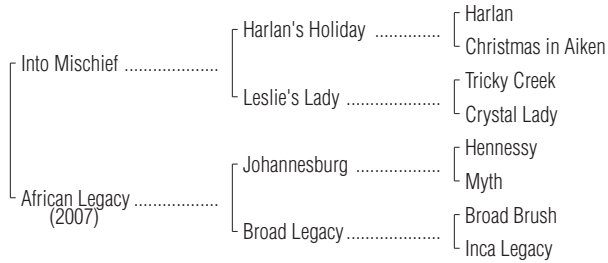 Harlan
Harlan's Holiday ..............
Christmas in Aiken
Into Mischief ....................
Tricky Creek
Leslie's Lady ....................
Crystal Lady
Hennessy
Johannesburg ..................
Myth
African Legacy ..................
(2007)
Broad Brush
Broad Legacy ....................
Inca Legacy